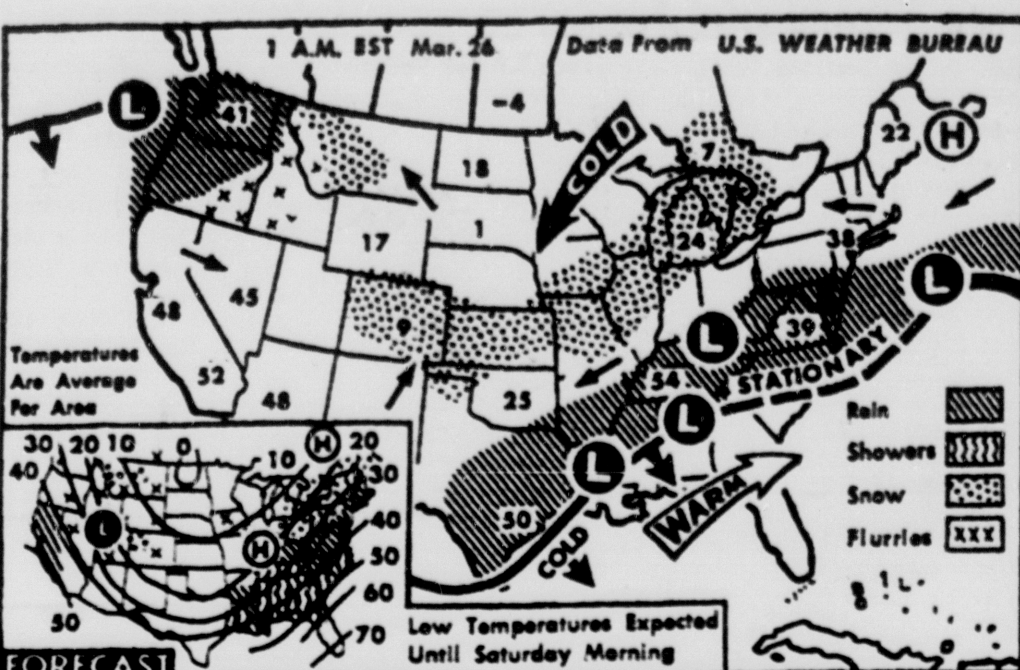 1 A.M. EST Mar. 26 Data From U.S. WEATHER BUREAU
-4
COLD
L
41
22
H
7
18
1
17
24
38
L
48
45
9
39
L
Temperatures
Are Average
For Area
52
48
25
54
STATIONARY
L
L
50
WARM
COLD
Rain
Showers
Snow
Flurries
xxx
30 20 10 0 10 H 20
40 30
L
H
40
50
60
50
70
FORECAST
Low Temperatures Expected
Until Saturday Morning